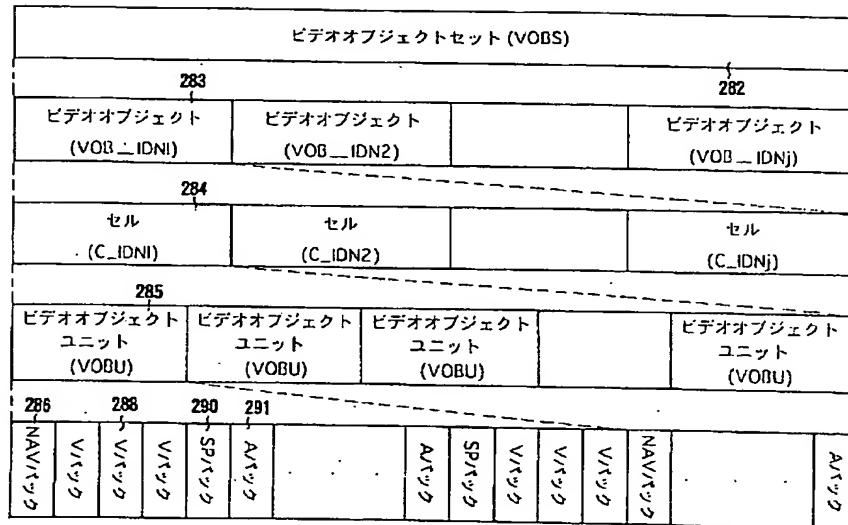 ビデオオブジェクトセット (VOBS)
283
282
ビデオオブジェクト
(VOB_IDN1)
ビデオオブジェクト
(VOB_IDN2)
ビデオオブジェクト
(VOB_IDNj)
284
セル
(C_IDN1)
セル
(C_IDN2)
セル
(C_IDNj)
285
ビデオオブジェクト
ユニット
(VOBU)
ビデオオブジェクト
ユニット
(VOBU)
ビデオオブジェクト
ユニット
(VOBU)
ビデオオブジェクト
ユニット
(VOBU)
286
288
290
291
NAVパック
Vパック
Vパック
Vパック
SPパック
Aパック
Aパック
SPパック
Vパック
Vパック
Vパック
NAVパック
Aパック